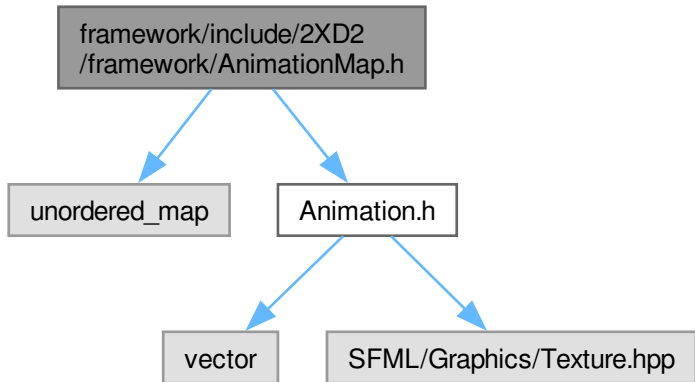 framework/include/2XD2
/framework/AnimationMap.h
unordered_map
Animation.h
vector
SFML/Graphics/Texture.hpp